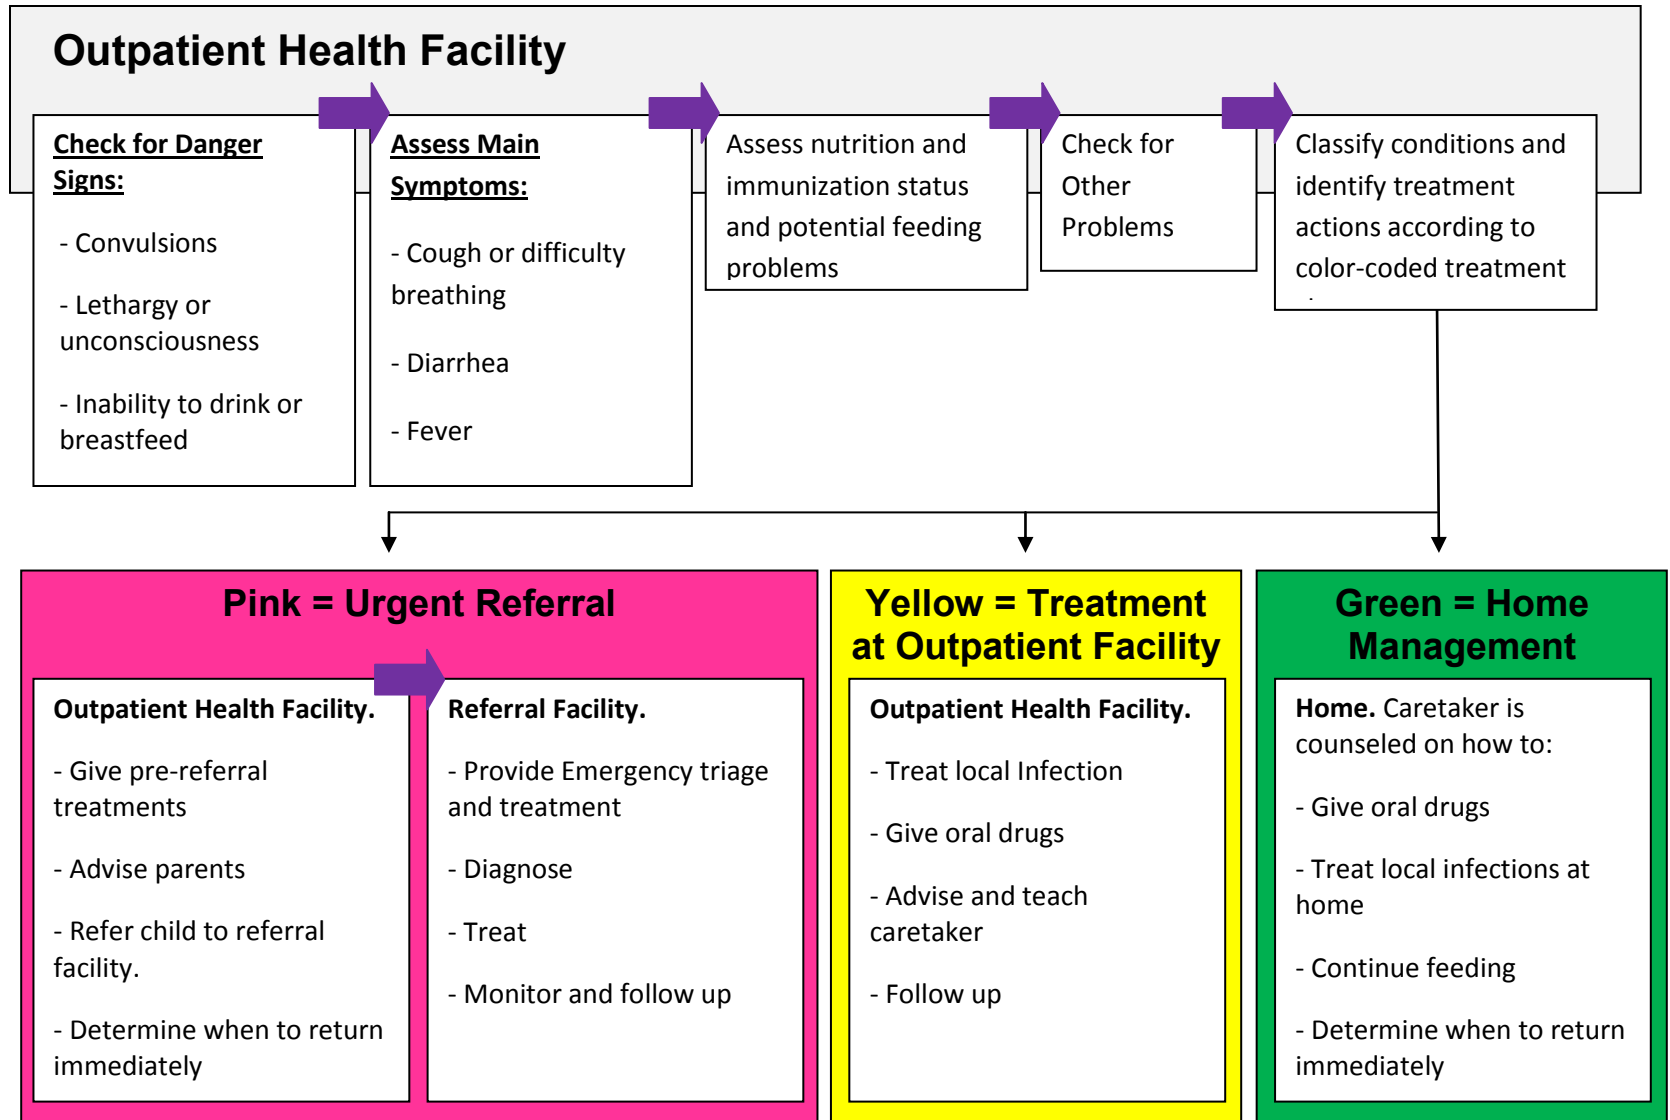 Outpatient Health Facility
Check for Danger
Signs:
- Convulsions
- Lethargy or
unconsciousness
- Inability to drink or
breastfeed
Assess Main
Symptoms:
- Cough or difficulty
breathing
- Diarrhea
- Fever
Assess nutrition and
immunization status
and potential feeding
problems
Check for
Other
Problems
Classify conditions and
identify treatment
actions according to
color-coded treatment
Pink = Urgent Referral
Outpatient Health Facility.
- Give pre-referral
treatments
- Advise parents
- Refer child to referral
facility.
- Determine when to return
immediately
Referral Facility.
- Provide Emergency triage
and treatment
- Diagnose
- Treat
- Monitor and follow up
Yellow = Treatment
at Outpatient Facility
Outpatient Health Facility.
- Treat local Infection
- Give oral drugs
- Advise and teach
caretaker
- Follow up
Green = Home
Management
Home. Caretaker is
counseled on how to:
- Give oral drugs
- Treat local infections at
home
- Continue feeding
- Determine when to return
immediately